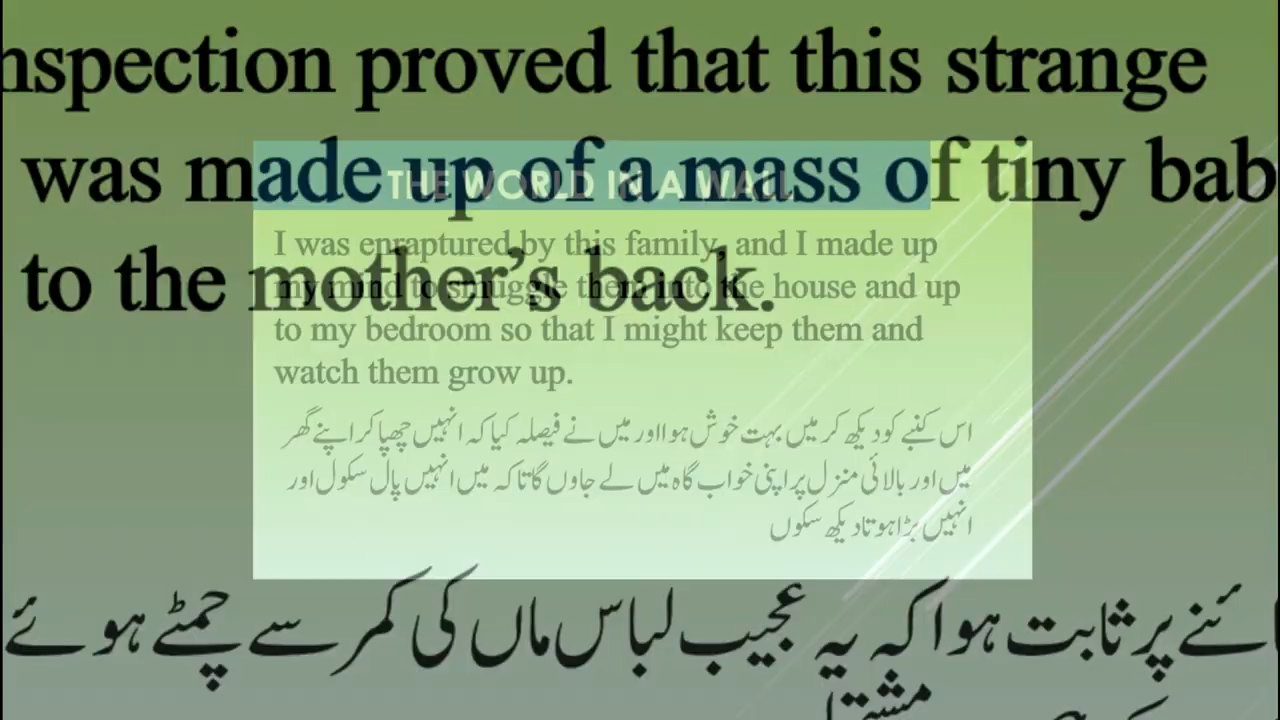 nspection proved that this strange
was made up of a mass of tiny bab
to the mother’s back.
THE WORLD IN A WALL
I was enraptured by this family, and I made up
my mind to smuggle them into the house and up
to my bedroom so that I might keep them and
watch them grow up.
اس کنبے کو دیکھ کر میں بہت خوش ہوا اور میں نے فیصلہ کیا کہ انہیں چھپا کر اپنے گھر
میں اور بالائی منزل پر اپنی خواب گاہ میں لے جاوں گا تا کہ میں انہیں پال سکوں اور
انہیں بڑا ہوتا دیکھ سکوں
ئنے پر ثابت ہوا کہ یہ عجیب لباس ماں کی کمر سے چمٹے ہوئے